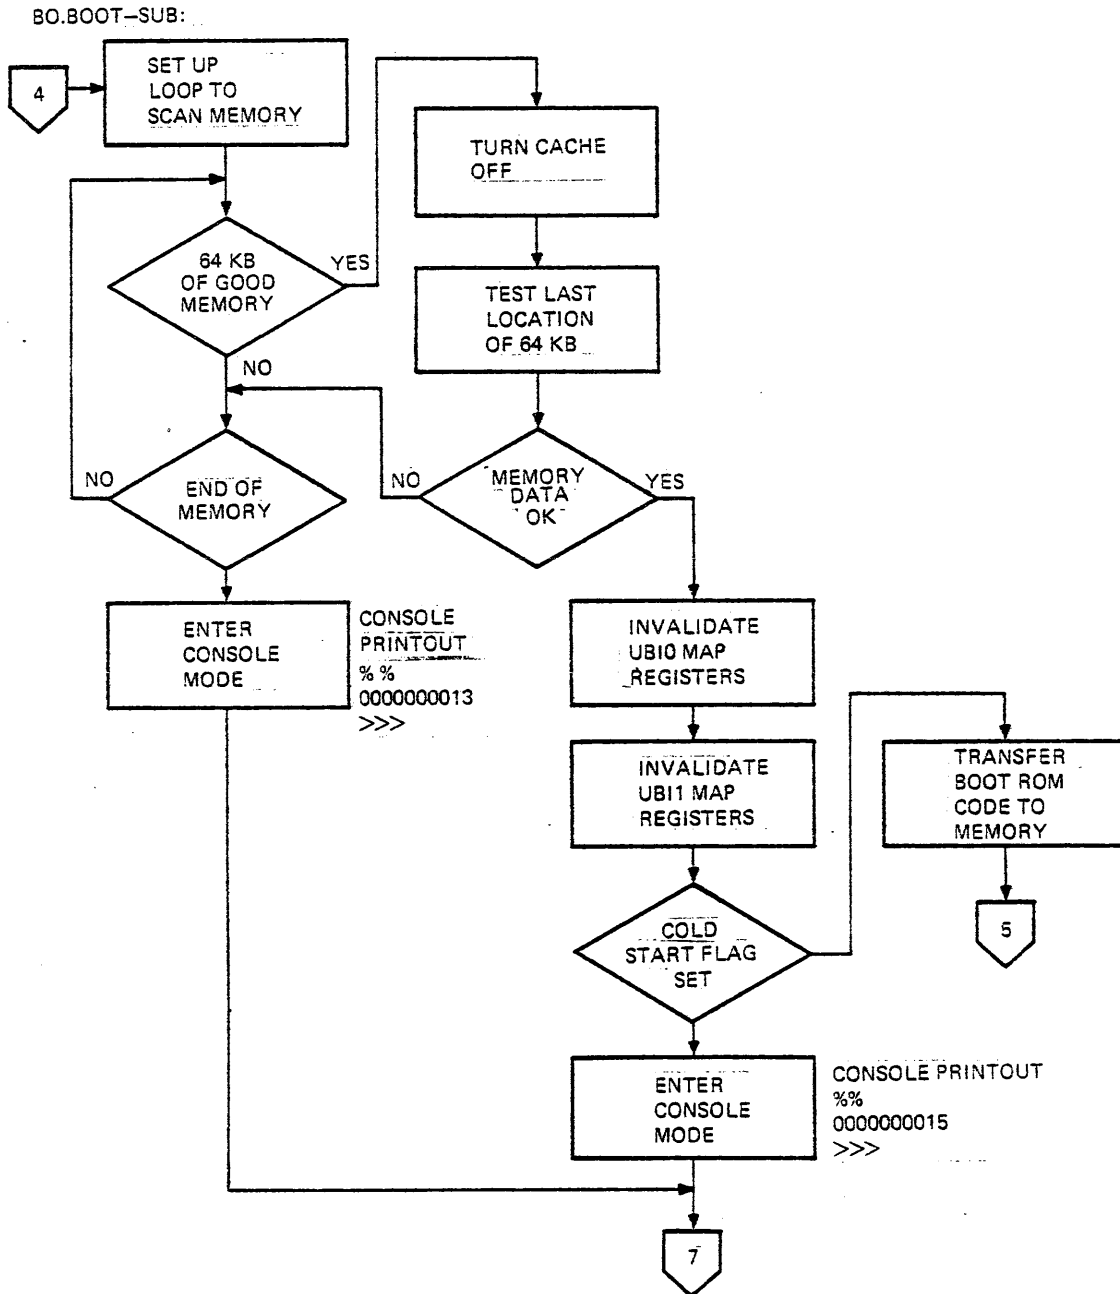 BO.BOOT–SUB:
4
SET UP
LOOP TO
SCAN MEMORY
TURN CACHE
OFF
64 KB
OF GOOD
MEMORY
YES
TEST LAST
LOCATION
OF 64 KB
NO
NO
END OF
MEMORY
NO
MEMORY
DATA
OK
YES
ENTER
CONSOLE
MODE
CONSOLE
PRINTOUT
% %
0000000013
>>>
INVALIDATE
UBI0 MAP
REGISTERS
INVALIDATE
UBI1 MAP
REGISTERS
TRANSFER
BOOT ROM
CODE TO
MEMORY
5
COLD
START FLAG
SET
ENTER
CONSOLE
MODE
CONSOLE PRINTOUT
%%
0000000015
>>>
7